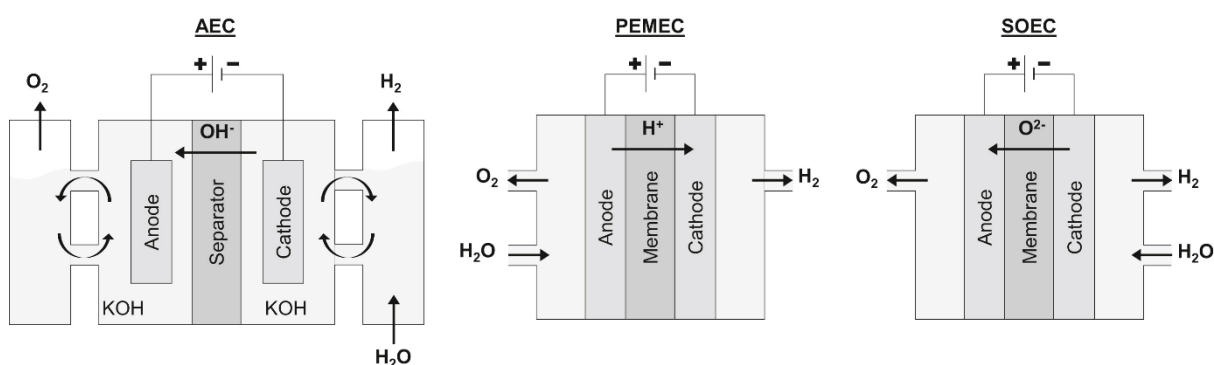 AEC
+ −
O₂
H₂
OH⁻
Anode
Separator
Cathode
KOH
KOH
H₂O
PEMEC
+ −
H⁺
O₂
H₂
H₂O
Anode
Membrane
Cathode
SOEC
+ −
O²⁻
O₂
H₂
Anode
Membrane
Cathode
H₂O